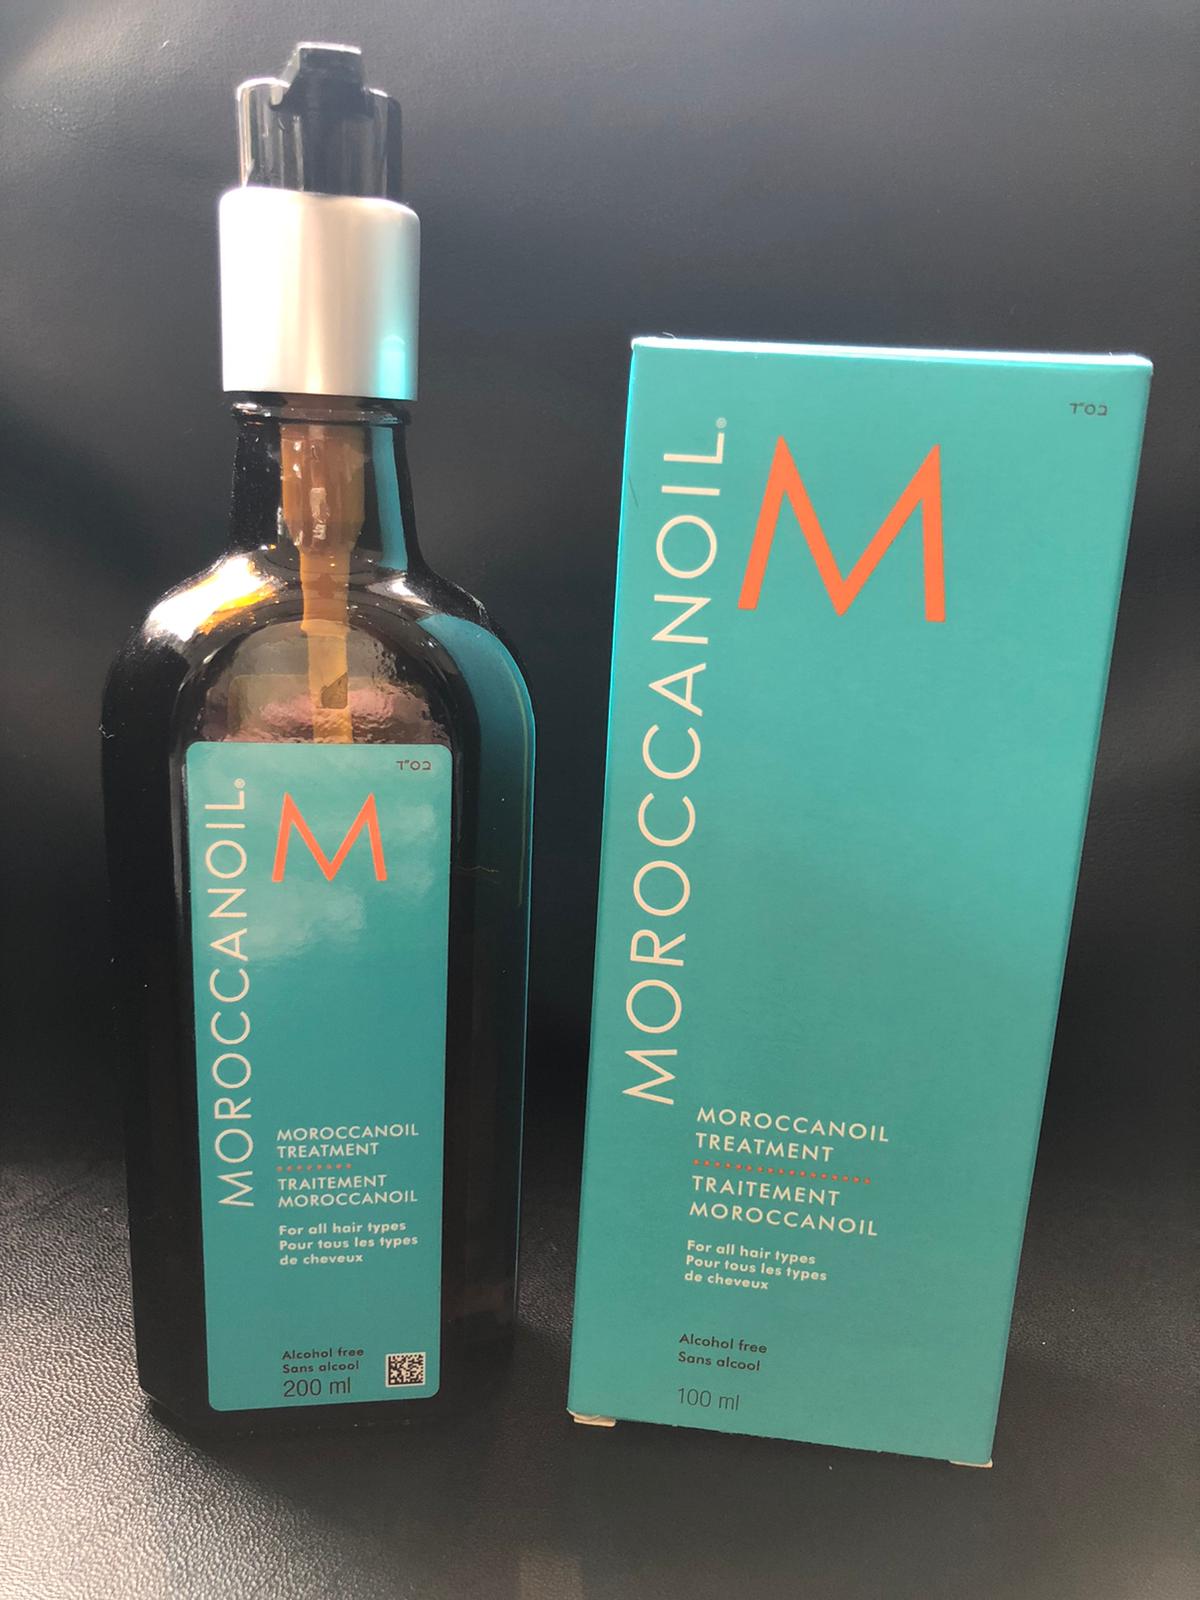 בס"ד
MOROCCANOIL®
M
MOROCCANOIL
TREATMENT
TRAITEMENT
MOROCCANOIL
For all hair types
Pour tous les types
de cheveux
Alcohol free
Sans alcool
200 ml
בס"ד
MOROCCANOIL®
M
MOROCCANOIL
TREATMENT
TRAITEMENT
MOROCCANOIL
For all hair types
Pour tous les types
de cheveux
Alcohol free
Sans alcool
100 ml